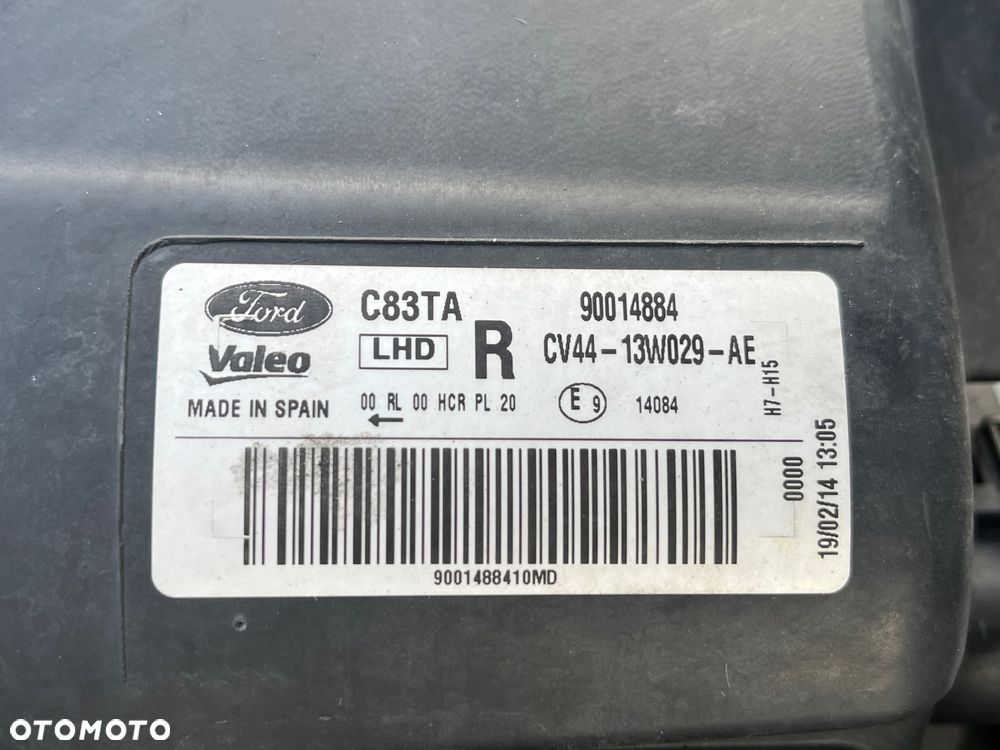 Ford C83TA 90014884
Valeo LHD R CV44-13W029-AE
MADE IN SPAIN 00 RL 00 HCR PL 20 E 9 14084
H7-H15
0000
19/02/14 13:05
9001488410MD
OTOMOTO